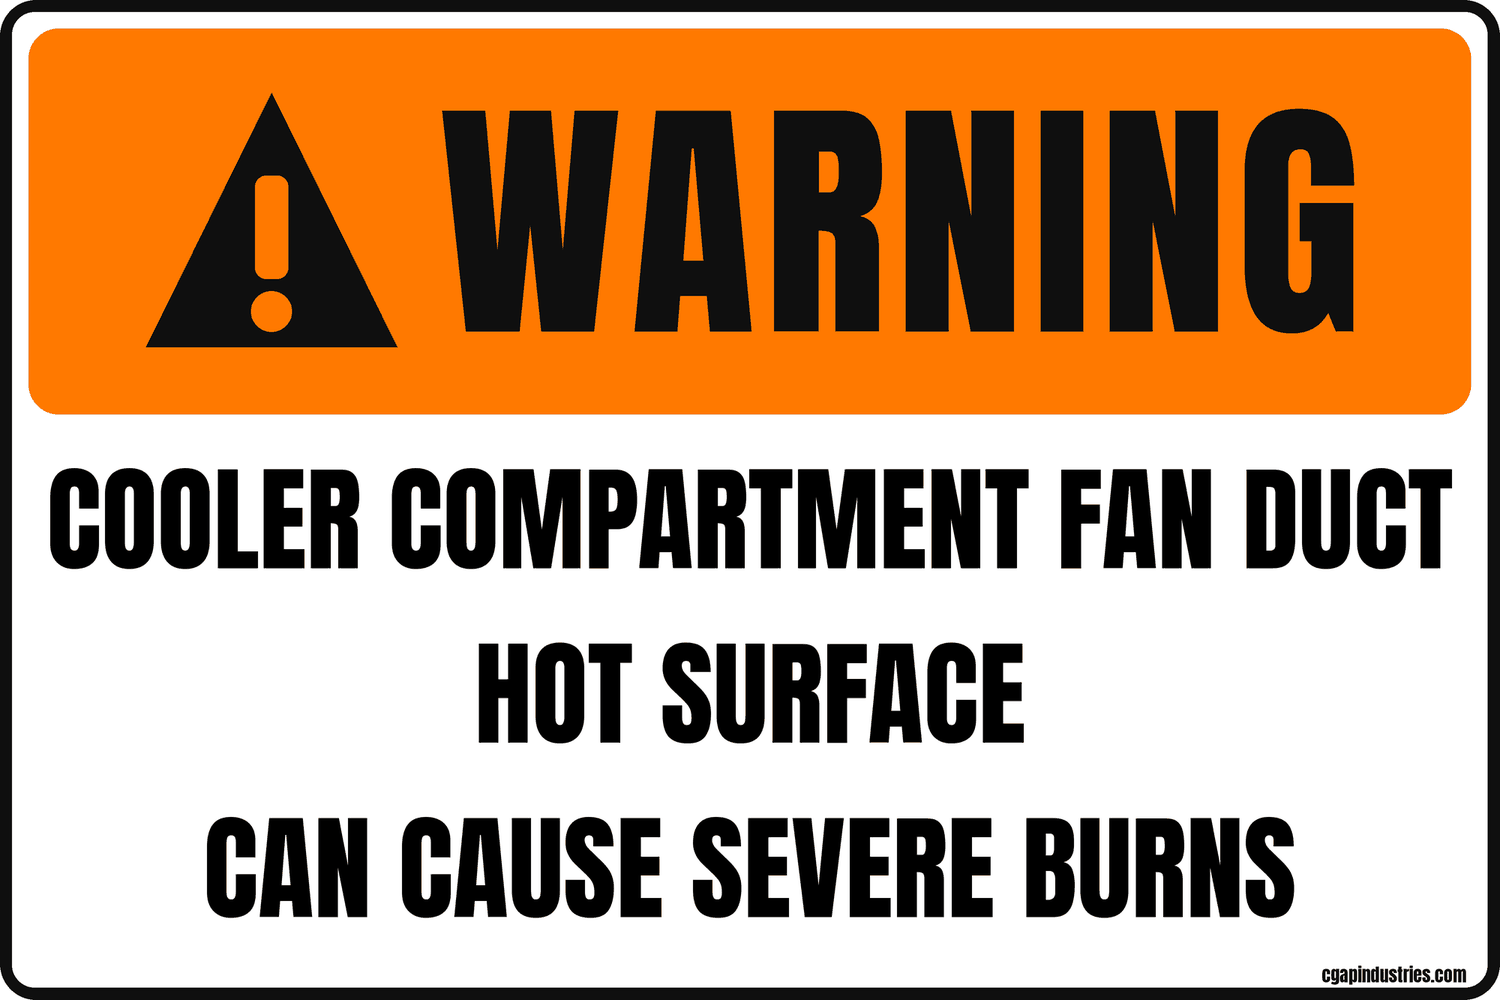 WARNING
COOLER COMPARTMENT FAN DUCT
HOT SURFACE
CAN CAUSE SEVERE BURNS
cgapindustries.com